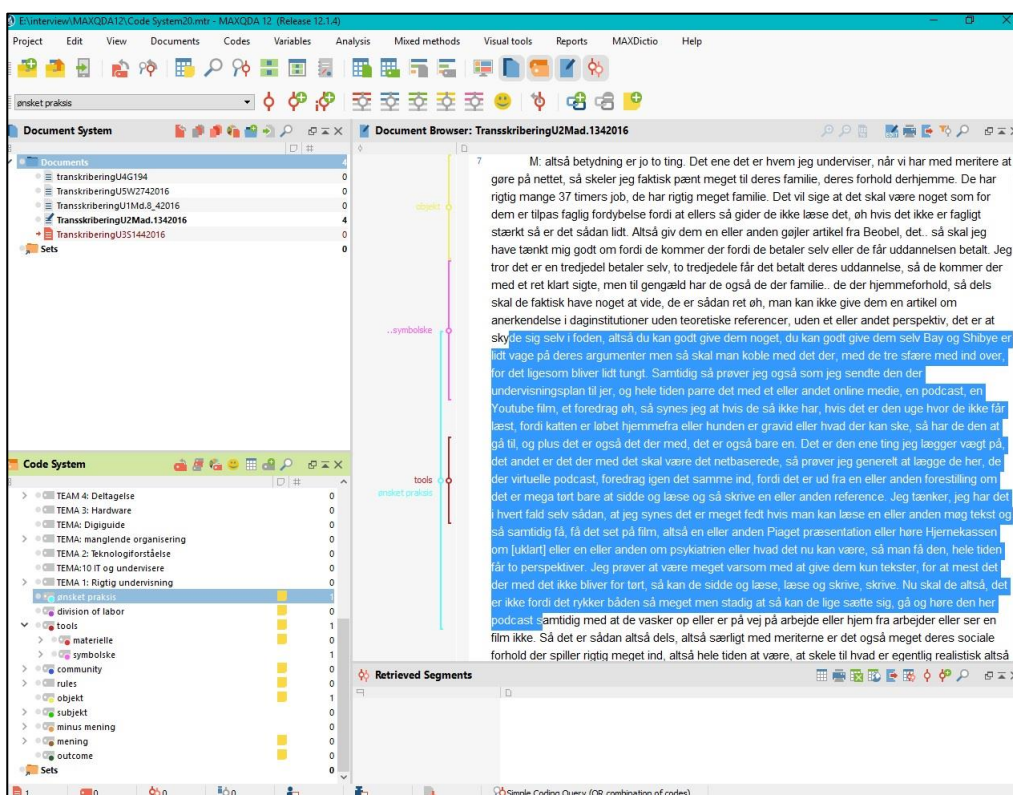 E:\interview\MAXQDA12\Code System20.mtr - MAXQDA 12 (Release 12.1.4)
Project Edit View Documents Codes Variables Analysis Mixed methods Visual tools Reports MAXDictio Help
ønsket praksis
Document System
Documents 4
transkriberingU4G194 0
TranskriberingU5W2742016 0
TranskriberingU1Md.8_42016 0
TransskriberingU2Mad.1342016 4
TranskriberingU3S1442016 0
Sets 0
Code System
TEAM 4: Deltagelse 0
TEMA 3: Hardware 0
TEMA: Digiguide 0
TEMA: manglende organisering 0
TEMA 2: Teknologiforståelse 0
TEMA:10 IT og undervisere 0
TEMA 1: Rigtig undervisning 0
ønsket praksis 1
division of labor 0
tools 1
materielle 0
symbolske 1
community 0
rules 0
objekt 1
subjekt 0
minus mening 0
mening 0
outcome 0
Sets 0
Document Browser: TransskriberingU2Mad.1342016
objekt
..symbolske
tools
ønsket praksis
7 M: altså betydning er jo to ting. Det ene det er hvem jeg underviser, når vi har med meritere at
gøre på nettet, så skeler jeg faktisk pænt meget til deres familie, deres forhold derhjemme. De har
rigtig mange 37 timers job, de har rigtig meget familie. Det vil sige at det skal være noget som for
dem er tilpas faglig fordybelse fordi at ellers så gider de ikke læse det, øh hvis det ikke er fagligt
stærkt så er det sådan lidt. Altså giv dem en eller anden gøjler artikel fra Beobel, det.. så skal jeg
have tænkt mig godt om fordi de kommer der fordi de betaler selv eller de får uddannelsen betalt. Jeg
tror det er en tredjedel betaler selv, to tredjedele får det betalt deres uddannelse, så de kommer der
med et ret klart sigte, men til gengæld har de også de der familie.. de der hjemmeforhold, så dels
skal de faktisk have noget at vide, de er sådan ret øh, man kan ikke give dem en artikel om
anerkendelse i daginstitutioner uden teoretiske referencer, uden et eller andet perspektiv, det er at
skyde sig selv i foden, altså du kan godt give dem noget, du kan godt give dem selv Bay og Shibye er
lidt vage på deres argumenter men så skal man koble med det der, med de tre sfære med ind over,
for det ligesom bliver lidt tungt. Samtidig så prøver jeg også som jeg sendte den der
undervisningsplan til jer, og hele tiden parre det med et eller andet online medie, en podcast, en
Youtube film, et foredrag øh, så synes jeg at hvis de så ikke har, hvis det er den uge hvor de ikke får
læst, fordi katten er løbet hjemmefra eller hunden er gravid eller hvad der kan ske, så har de den at
gå til, og plus det er også det der med, det er også bare en. Det er den ene ting jeg lægger vægt på,
det andet er det der med det skal være det netbaserede, så prøver jeg generelt at lægge de her, de
der virtuelle podcast, foredrag igen det samme ind, fordi det er ud fra en eller anden forestilling om
det er mega tørt bare at sidde og læse og så skrive en eller anden reference. Jeg tænker, jeg har det
i hvert fald selv sådan, at jeg synes det er meget fedt hvis man kan læse en eller anden møg tekst og
så samtidig få, få det set på film, altså en eller anden Piaget præsentation eller høre Hjernekassen
om [uklart] eller en eller anden om psykiatrien eller hvad det nu kan være, så man få den, hele tiden
får to perspektiver. Jeg prøver at være meget varsom med at give dem kun tekster, for at mest det
der med det ikke bliver for tørt, så kan de sidde og læse, læse og skrive, skrive. Nu skal de altså, det
er ikke fordi det rykker båden så meget men stadig at så kan de lige sætte sig, gå og høre den her
podcast samtidig med at de vasker op eller er på vej på arbejde eller hjem fra arbejder eller ser en
film ikke. Så det er sådan altså dels, altså særligt med meriterne er det også meget deres sociale
forhold der spiller rigtig meget ind, altså hele tiden at være, at skele til hvad er egentlig realistisk altså
Retrieved Segments
1 0 0 0 Simple Coding Query (OR combination of codes)